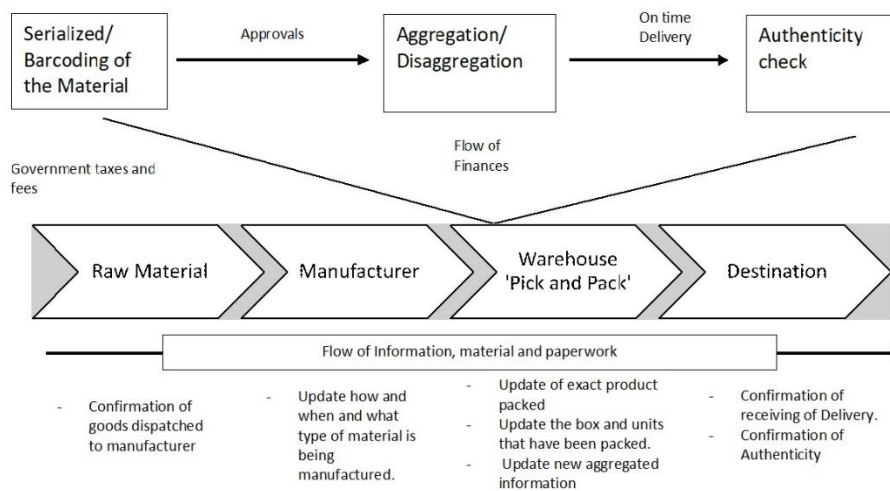 Serialized/
Barcoding of
the Material
Approvals
Aggregation/
Disaggregation
On time
Delivery
Authenticity
check
Government taxes and
fees
Flow of
Finances
Raw Material
Manufacturer
Warehouse
'Pick and Pack'
Destination
Flow of Information, material and paperwork
- Confirmation of
goods dispatched
to manufacturer
- Update how and
when and what
type of material is
being
manufactured.
- Update of exact product
packed
- Update the box and units
that have been packed.
- Update new aggregated
information
- Confirmation of
receiving of Delivery.
- Confirmation of
Authenticity